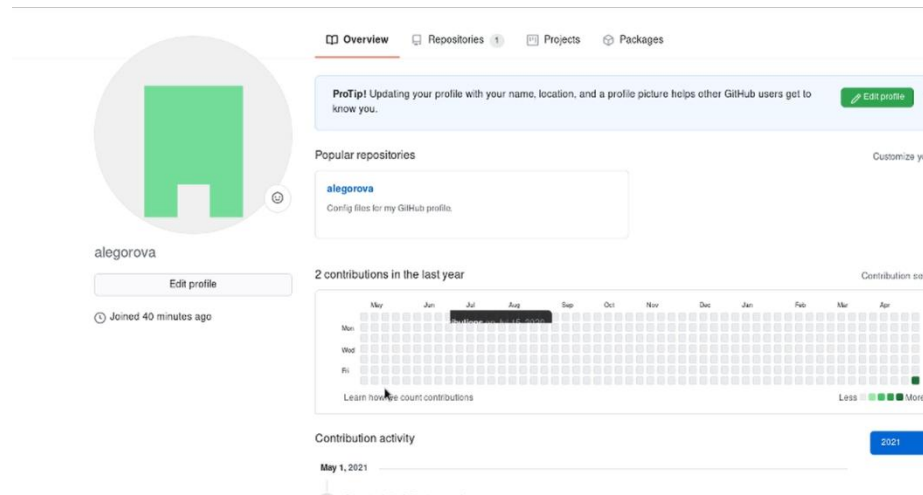 Overview Repositories 1 Projects Packages
ProTip! Updating your profile with your name, location, and a profile picture helps other GitHub users get to
know you.
Edit profile
Popular repositories
Customize y
alegorova
Config files for my GitHub profile.
alegorova
Edit profile
Joined 40 minutes ago
2 contributions in the last year
Contribution se
May Jun Jul Aug Sep Oct Nov Dec Jan Feb Mar Apr
Mon
Wed
Fri
Learn how we count contributions
Less More
Contribution activity
2021
May 1, 2021